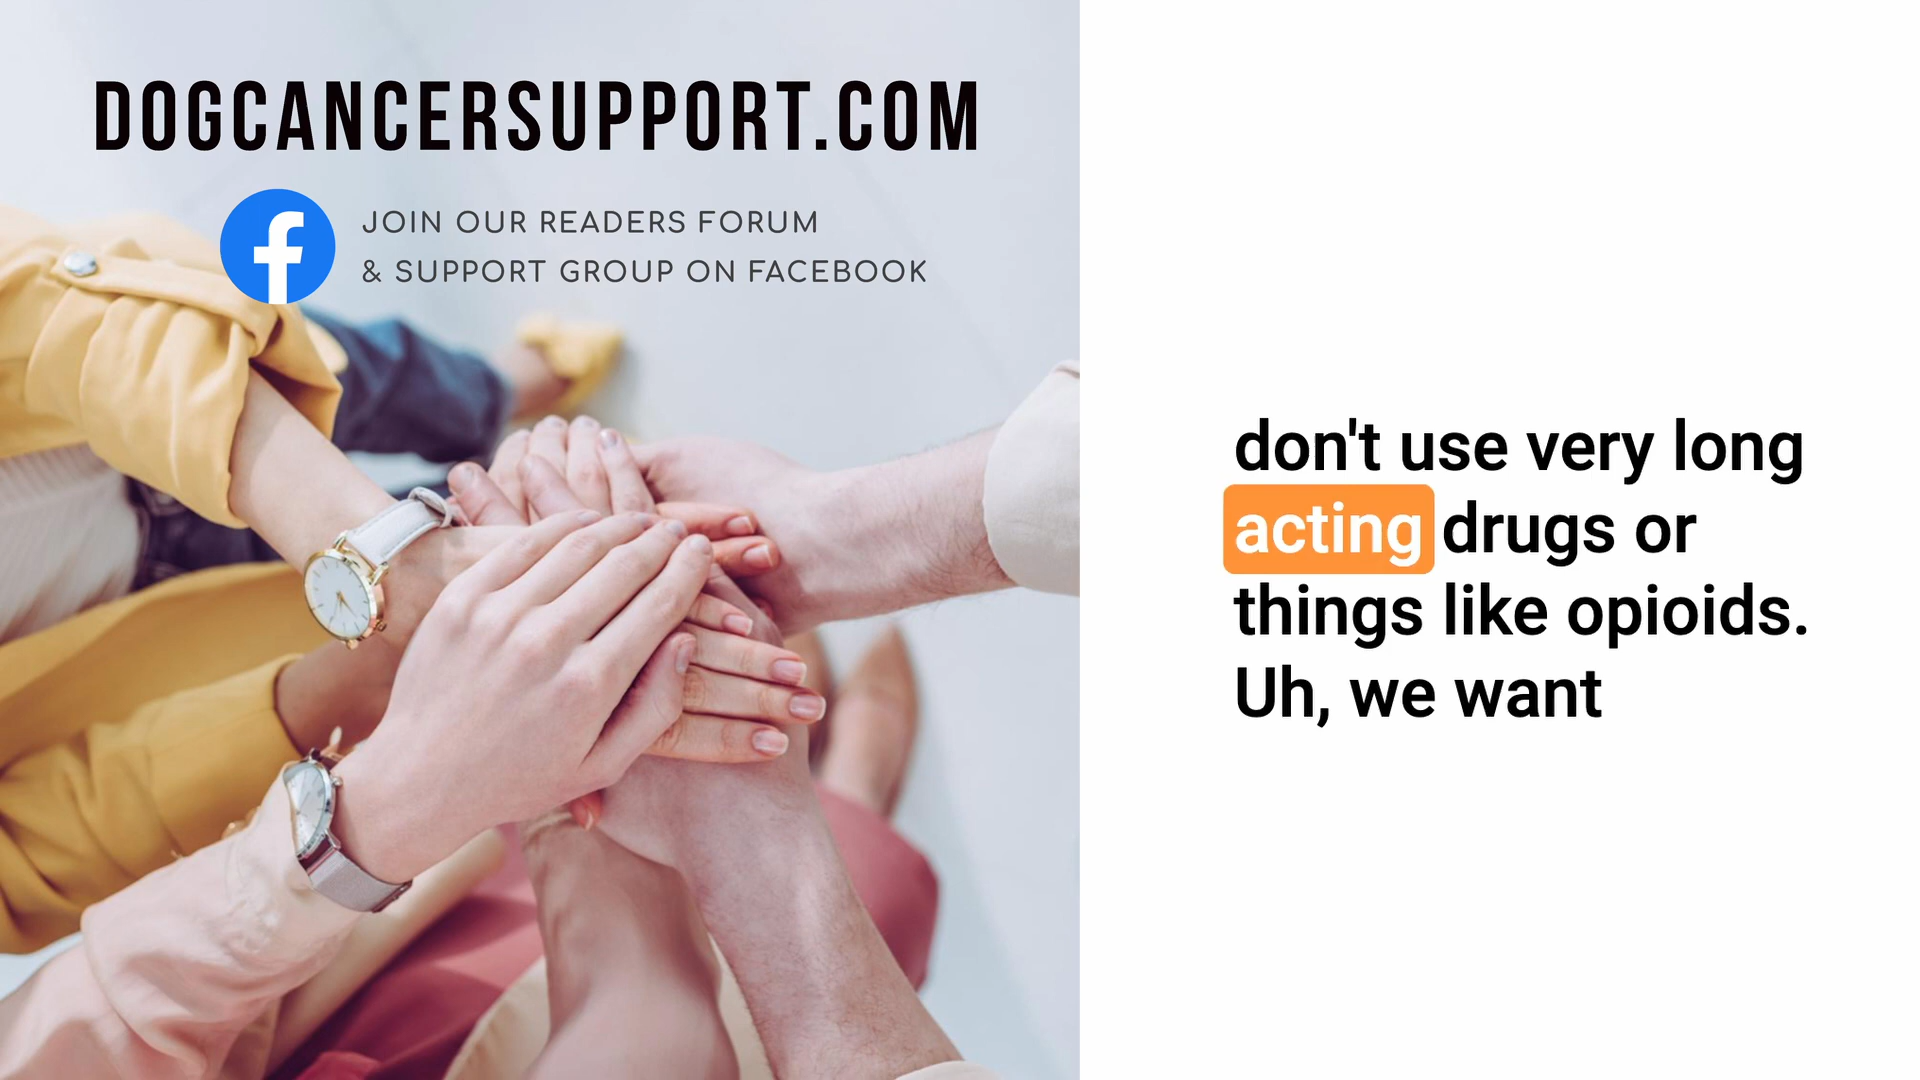 DOGCANCERSUPPORT.COM
JOIN OUR READERS FORUM
& SUPPORT GROUP ON FACEBOOK
don't use very long
acting drugs or
things like opioids.
Uh, we want